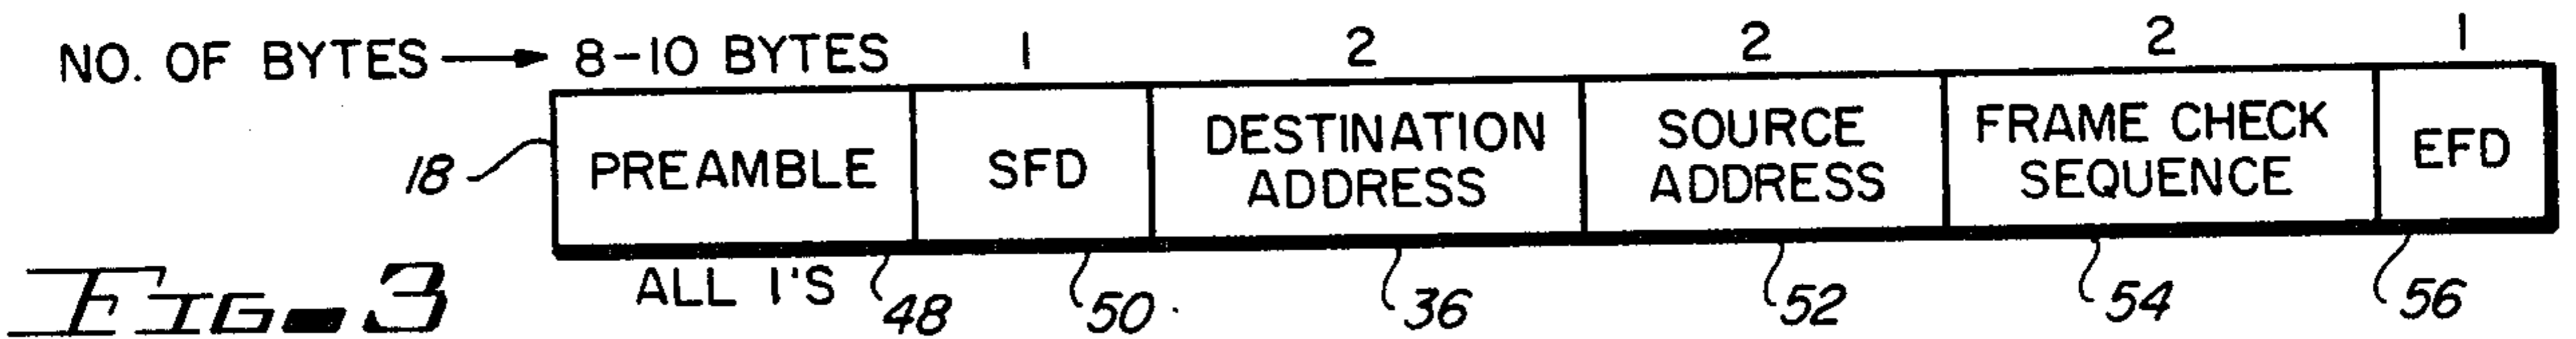 NO. OF BYTES → 8-10 BYTES 1 2 2 2 1
18 PREAMBLE SFD DESTINATION ADDRESS SOURCE ADDRESS FRAME CHECK SEQUENCE EFD
ALL 1'S 48 50 36 52 54 56
FIG-3